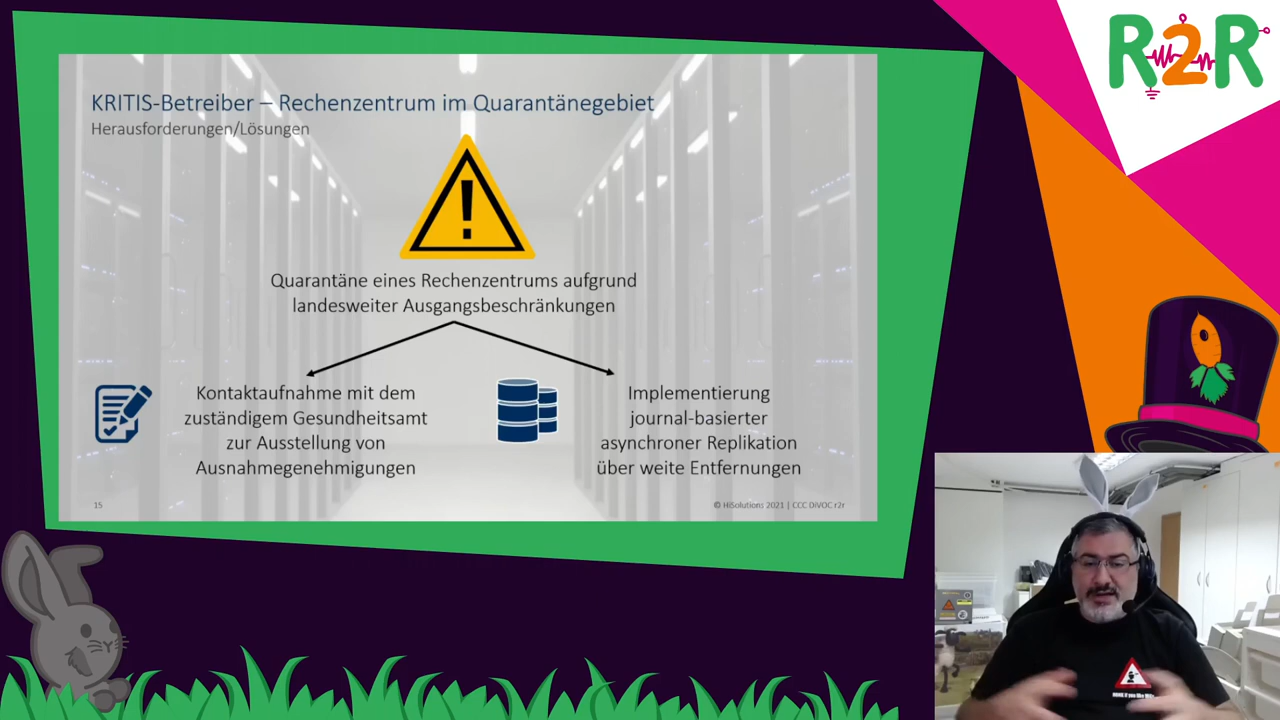 KRITIS-Betreiber – Rechenzentrum im Quarantänegebiet
Herausforderungen/Lösungen
Quarantäne eines Rechenzentrums aufgrund
landesweiter Ausgangsbeschränkungen
Kontaktaufnahme mit dem
zuständigem Gesundheitsamt
zur Ausstellung von
Ausnahmegenehmigungen
Implementierung
journal-basierter
asynchroner Replikation
über weite Entfernungen
15
© HiSolutions 2021 | CCC DiVOC r2r
R2R